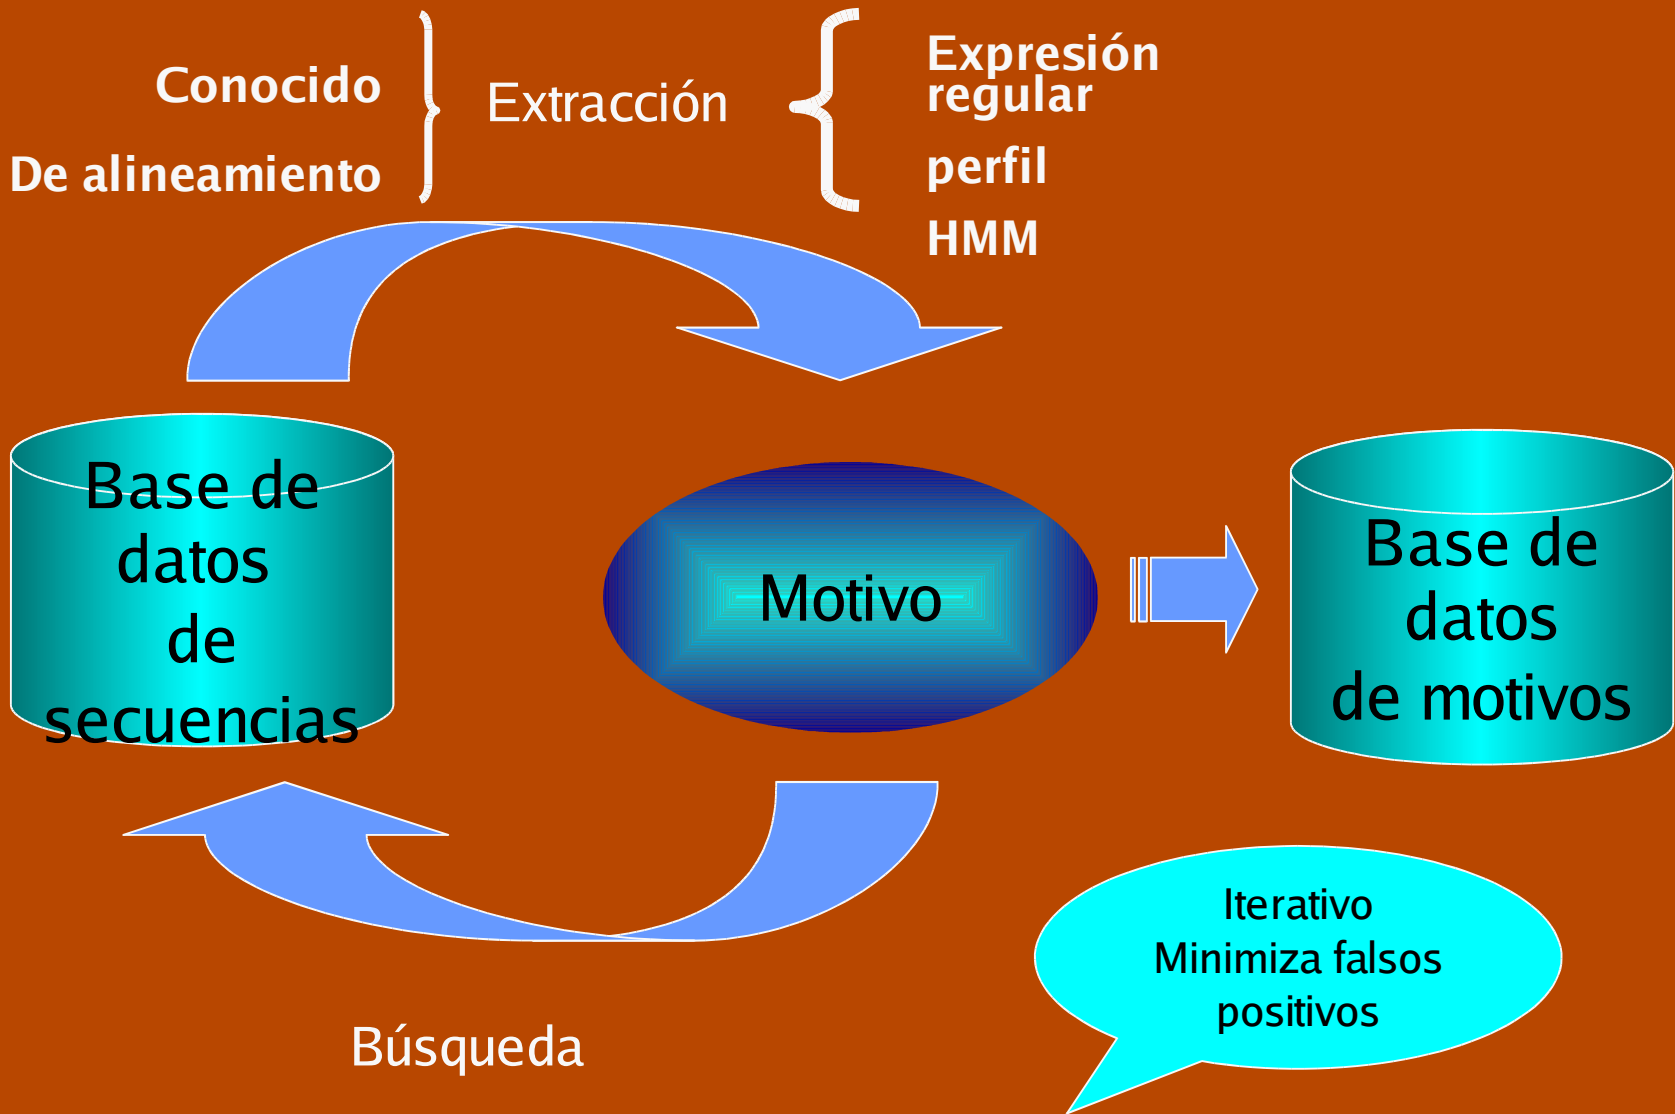 Conocido
De alineamiento
Extracción
Expresión
regular
perfil
HMM
Base de
datos
de
secuencias
Motivo
Base de
datos
de motivos
Iterativo
Minimiza falsos
positivos
Búsqueda